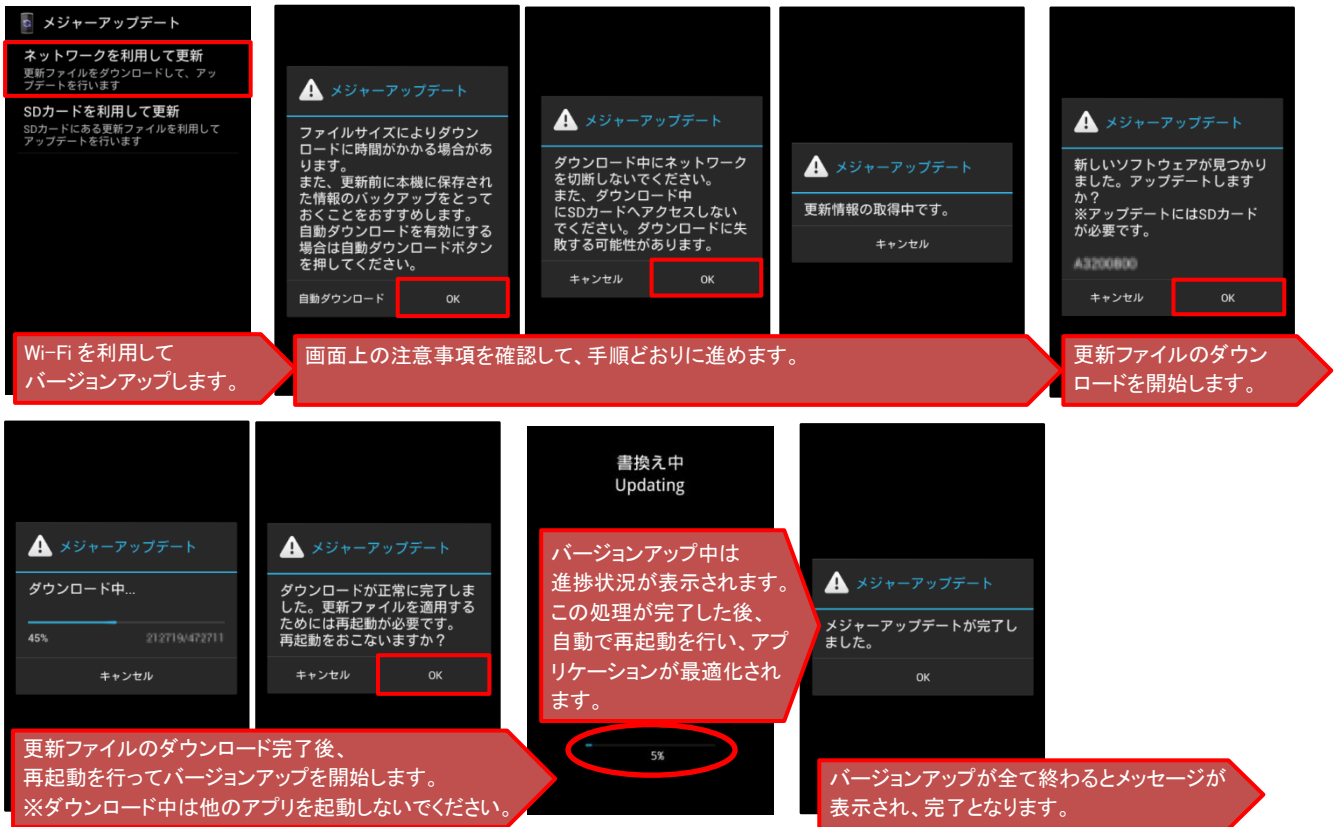 メジャーアップデート
ネットワークを利用して更新
更新ファイルをダウンロードして、アッ
プデートを行います
SDカードを利用して更新
SDカードにある更新ファイルを利用して
アップデートを行います
Wi-Fi を利用して
バージョンアップします。
メジャーアップデート
ファイルサイズによりダウン
ロードに時間がかかる場合があ
ります。
また、更新前に本機に保存され
た情報のバックアップをとって
おくことをおすすめします。
自動ダウンロードを有効にする
場合は自動ダウンロードボタン
を押してください。
自動ダウンロード OK
メジャーアップデート
ダウンロード中にネットワーク
を切断しないでください。
また、ダウンロード中
にSDカードへアクセスしない
でください。ダウンロードに失
敗する可能性があります。
キャンセル OK
メジャーアップデート
更新情報の取得中です。
キャンセル
画面上の注意事項を確認して、手順どおりに進めます。
メジャーアップデート
新しいソフトウェアが見つかり
ました。アップデートします
か?
※アップデートにはSDカード
が必要です。
A3200800
キャンセル OK
更新ファイルのダウン
ロードを開始します。
メジャーアップデート
ダウンロード中...
45% 212719/472711
キャンセル
メジャーアップデート
ダウンロードが正常に完了しま
した。更新ファイルを適用する
ためには再起動が必要です。
再起動をおこないますか?
キャンセル OK
更新ファイルのダウンロード完了後、
再起動を行ってバージョンアップを開始します。
※ダウンロード中は他のアプリを起動しないでください。
書換え中
Updating
バージョンアップ中は
進捗状況が表示されます。
この処理が完了した後、
自動で再起動を行い、アプ
リケーションが最適化され
ます。
5%
メジャーアップデート
メジャーアップデートが完了し
ました。
OK
バージョンアップが全て終わるとメッセージが
表示され、完了となります。